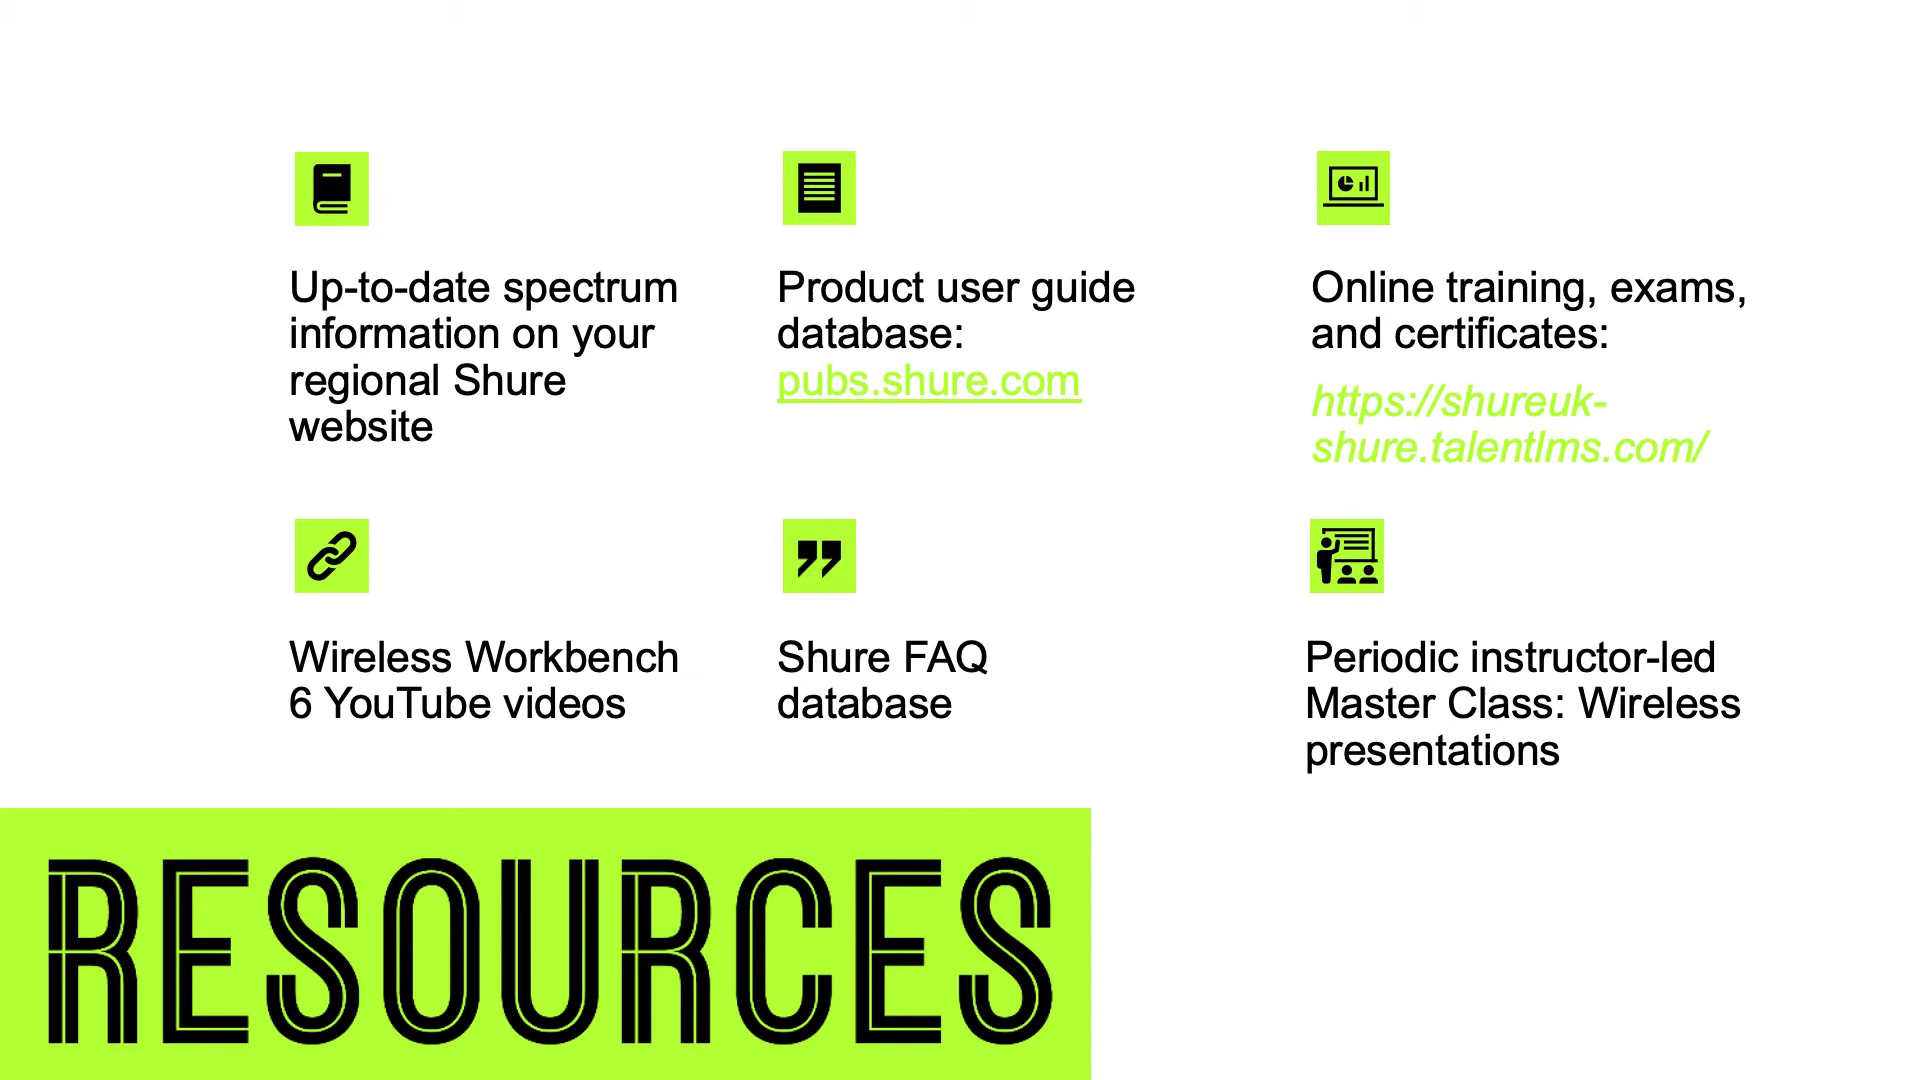 Up-to-date spectrum
information on your
regional Shure
website
Product user guide
database:
pubs.shure.com
Online training, exams,
and certificates:
https://shureuk-
shure.talentlms.com/
Wireless Workbench
6 YouTube videos
Shure FAQ
database
Periodic instructor-led
Master Class: Wireless
presentations
RESOURCES